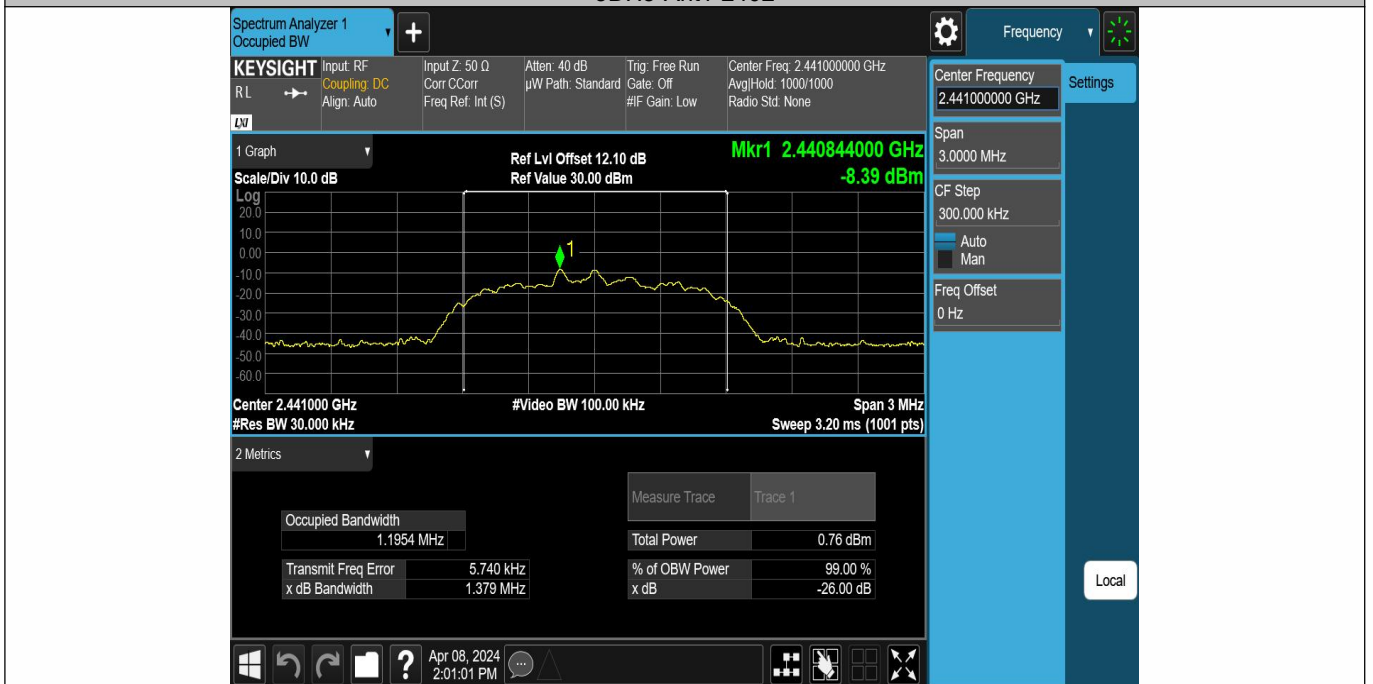 Spectrum Analyzer 1
Occupied BW
+
Frequency
KEYSIGHT Input: RF Input Z: 50 Ω Atten: 40 dB Trig: Free Run Center Freq: 2.441000000 GHz
RL Coupling: DC Corr CCorr µW Path: Standard Gate: Off Avg|Hold: 1000/1000
Align: Auto Freq Ref: Int (S) #IF Gain: Low Radio Std: None
LXI
Center Frequency
2.441000000 GHz
Settings
Span
3.0000 MHz
CF Step
300.000 kHz
Auto
Man
Freq Offset
0 Hz
Local
1 Graph
Ref Lvl Offset 12.10 dB
Mkr1 2.440844000 GHz
Scale/Div 10.0 dB
Ref Value 30.00 dBm
-8.39 dBm
Log
20.0
10.0
0.00
-10.0
-20.0
-30.0
-40.0
-50.0
-60.0
1
Center 2.441000 GHz #Video BW 100.00 kHz Span 3 MHz
#Res BW 30.000 kHz Sweep 3.20 ms (1001 pts)
2 Metrics
Measure Trace Trace 1
Occupied Bandwidth
1.1954 MHz
Total Power 0.76 dBm
Transmit Freq Error 5.740 kHz
% of OBW Power 99.00 %
x dB Bandwidth 1.379 MHz
x dB -26.00 dB
?
Apr 08, 2024
2:01:01 PM